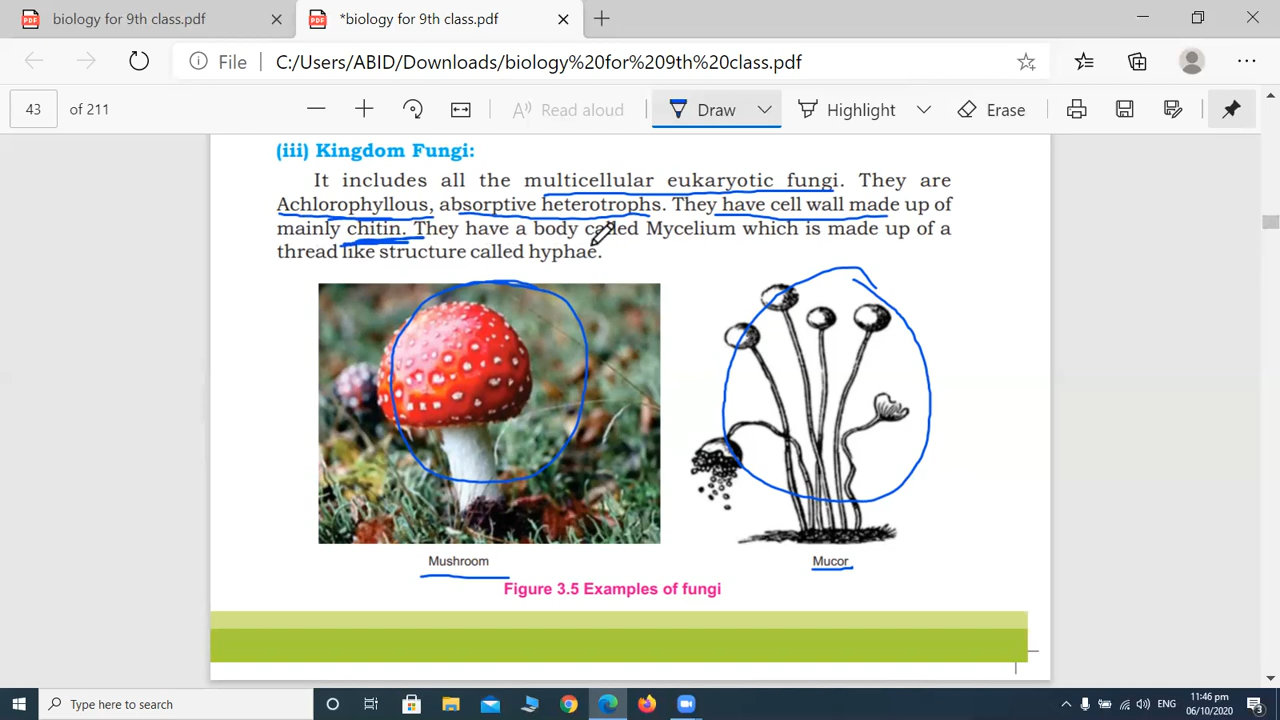 biology for 9th class.pdf
*biology for 9th class.pdf
File C:/Users/ABID/Downloads/biology%20for%209th%20class.pdf
43 of 211 Read aloud Draw Highlight Erase
(iii) Kingdom Fungi:
It includes all the multicellular eukaryotic fungi. They are
Achlorophyllous, absorptive heterotrophs. They have cell wall made up of
mainly chitin. They have a body called Mycelium which is made up of a
thread like structure called hyphae.
Mushroom
Mucor
Figure 3.5 Examples of fungi
Type here to search
ENG
11:46 pm
06/10/2020
3